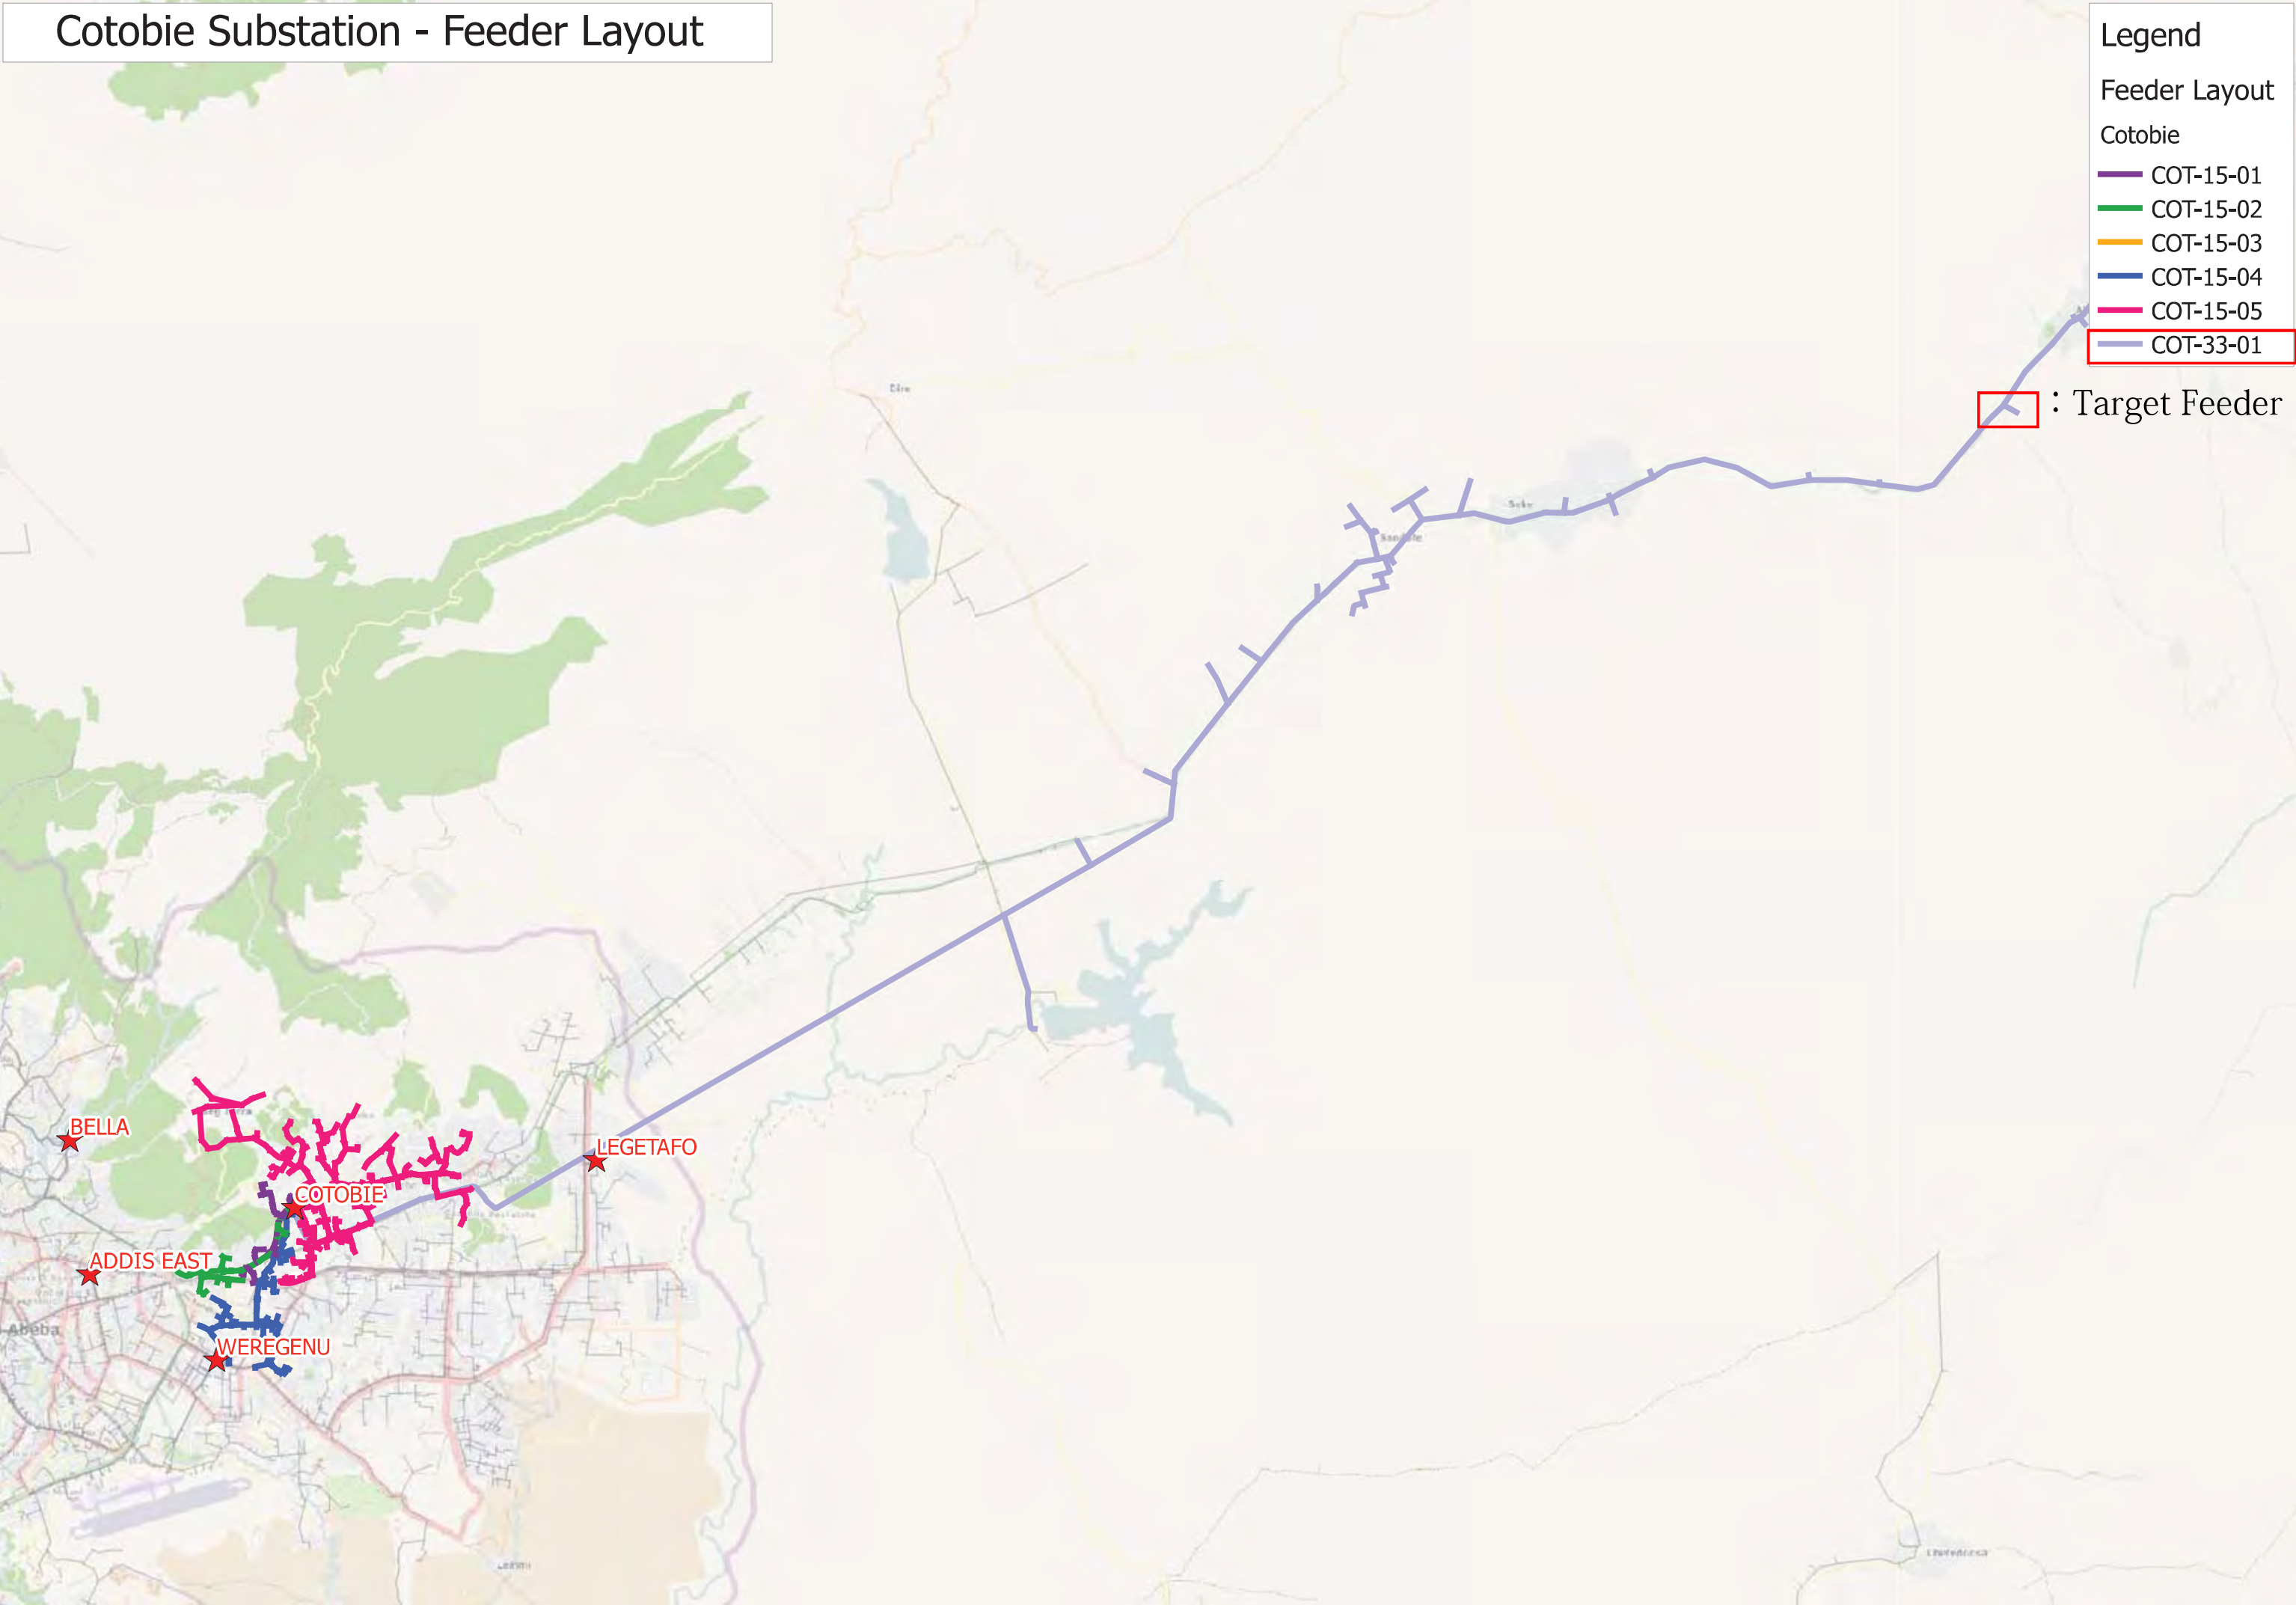 Cotobie Substation - Feeder Layout
Legend
Feeder Layout
Cotobie
COT-15-01
COT-15-02
COT-15-03
COT-15-04
COT-15-05
COT-33-01
: Target Feeder
BELLA
LEGETAFO
COTOBIE
ADDIS EAST
Abeba
WEREGENU